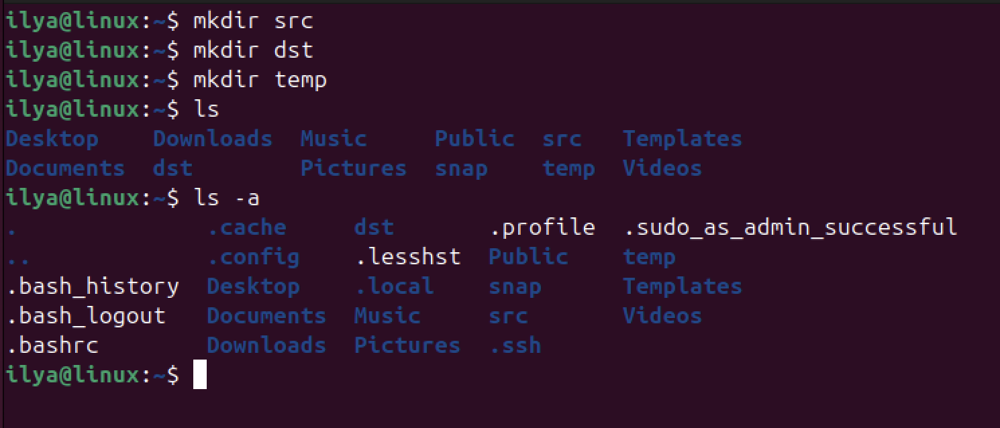 ilya@linux:~$ mkdir src
ilya@linux:~$ mkdir dst
ilya@linux:~$ mkdir temp
ilya@linux:~$ ls
Desktop    Downloads  Music     Public  src   Templates
Documents  dst        Pictures  snap    temp  Videos
ilya@linux:~$ ls -a
.              .cache     dst       .profile  .sudo_as_admin_successful
..             .config    .lesshst  Public    temp
.bash_history  Desktop    .local    snap      Templates
.bash_logout   Documents  Music     src       Videos
.bashrc        Downloads  Pictures  .ssh
ilya@linux:~$